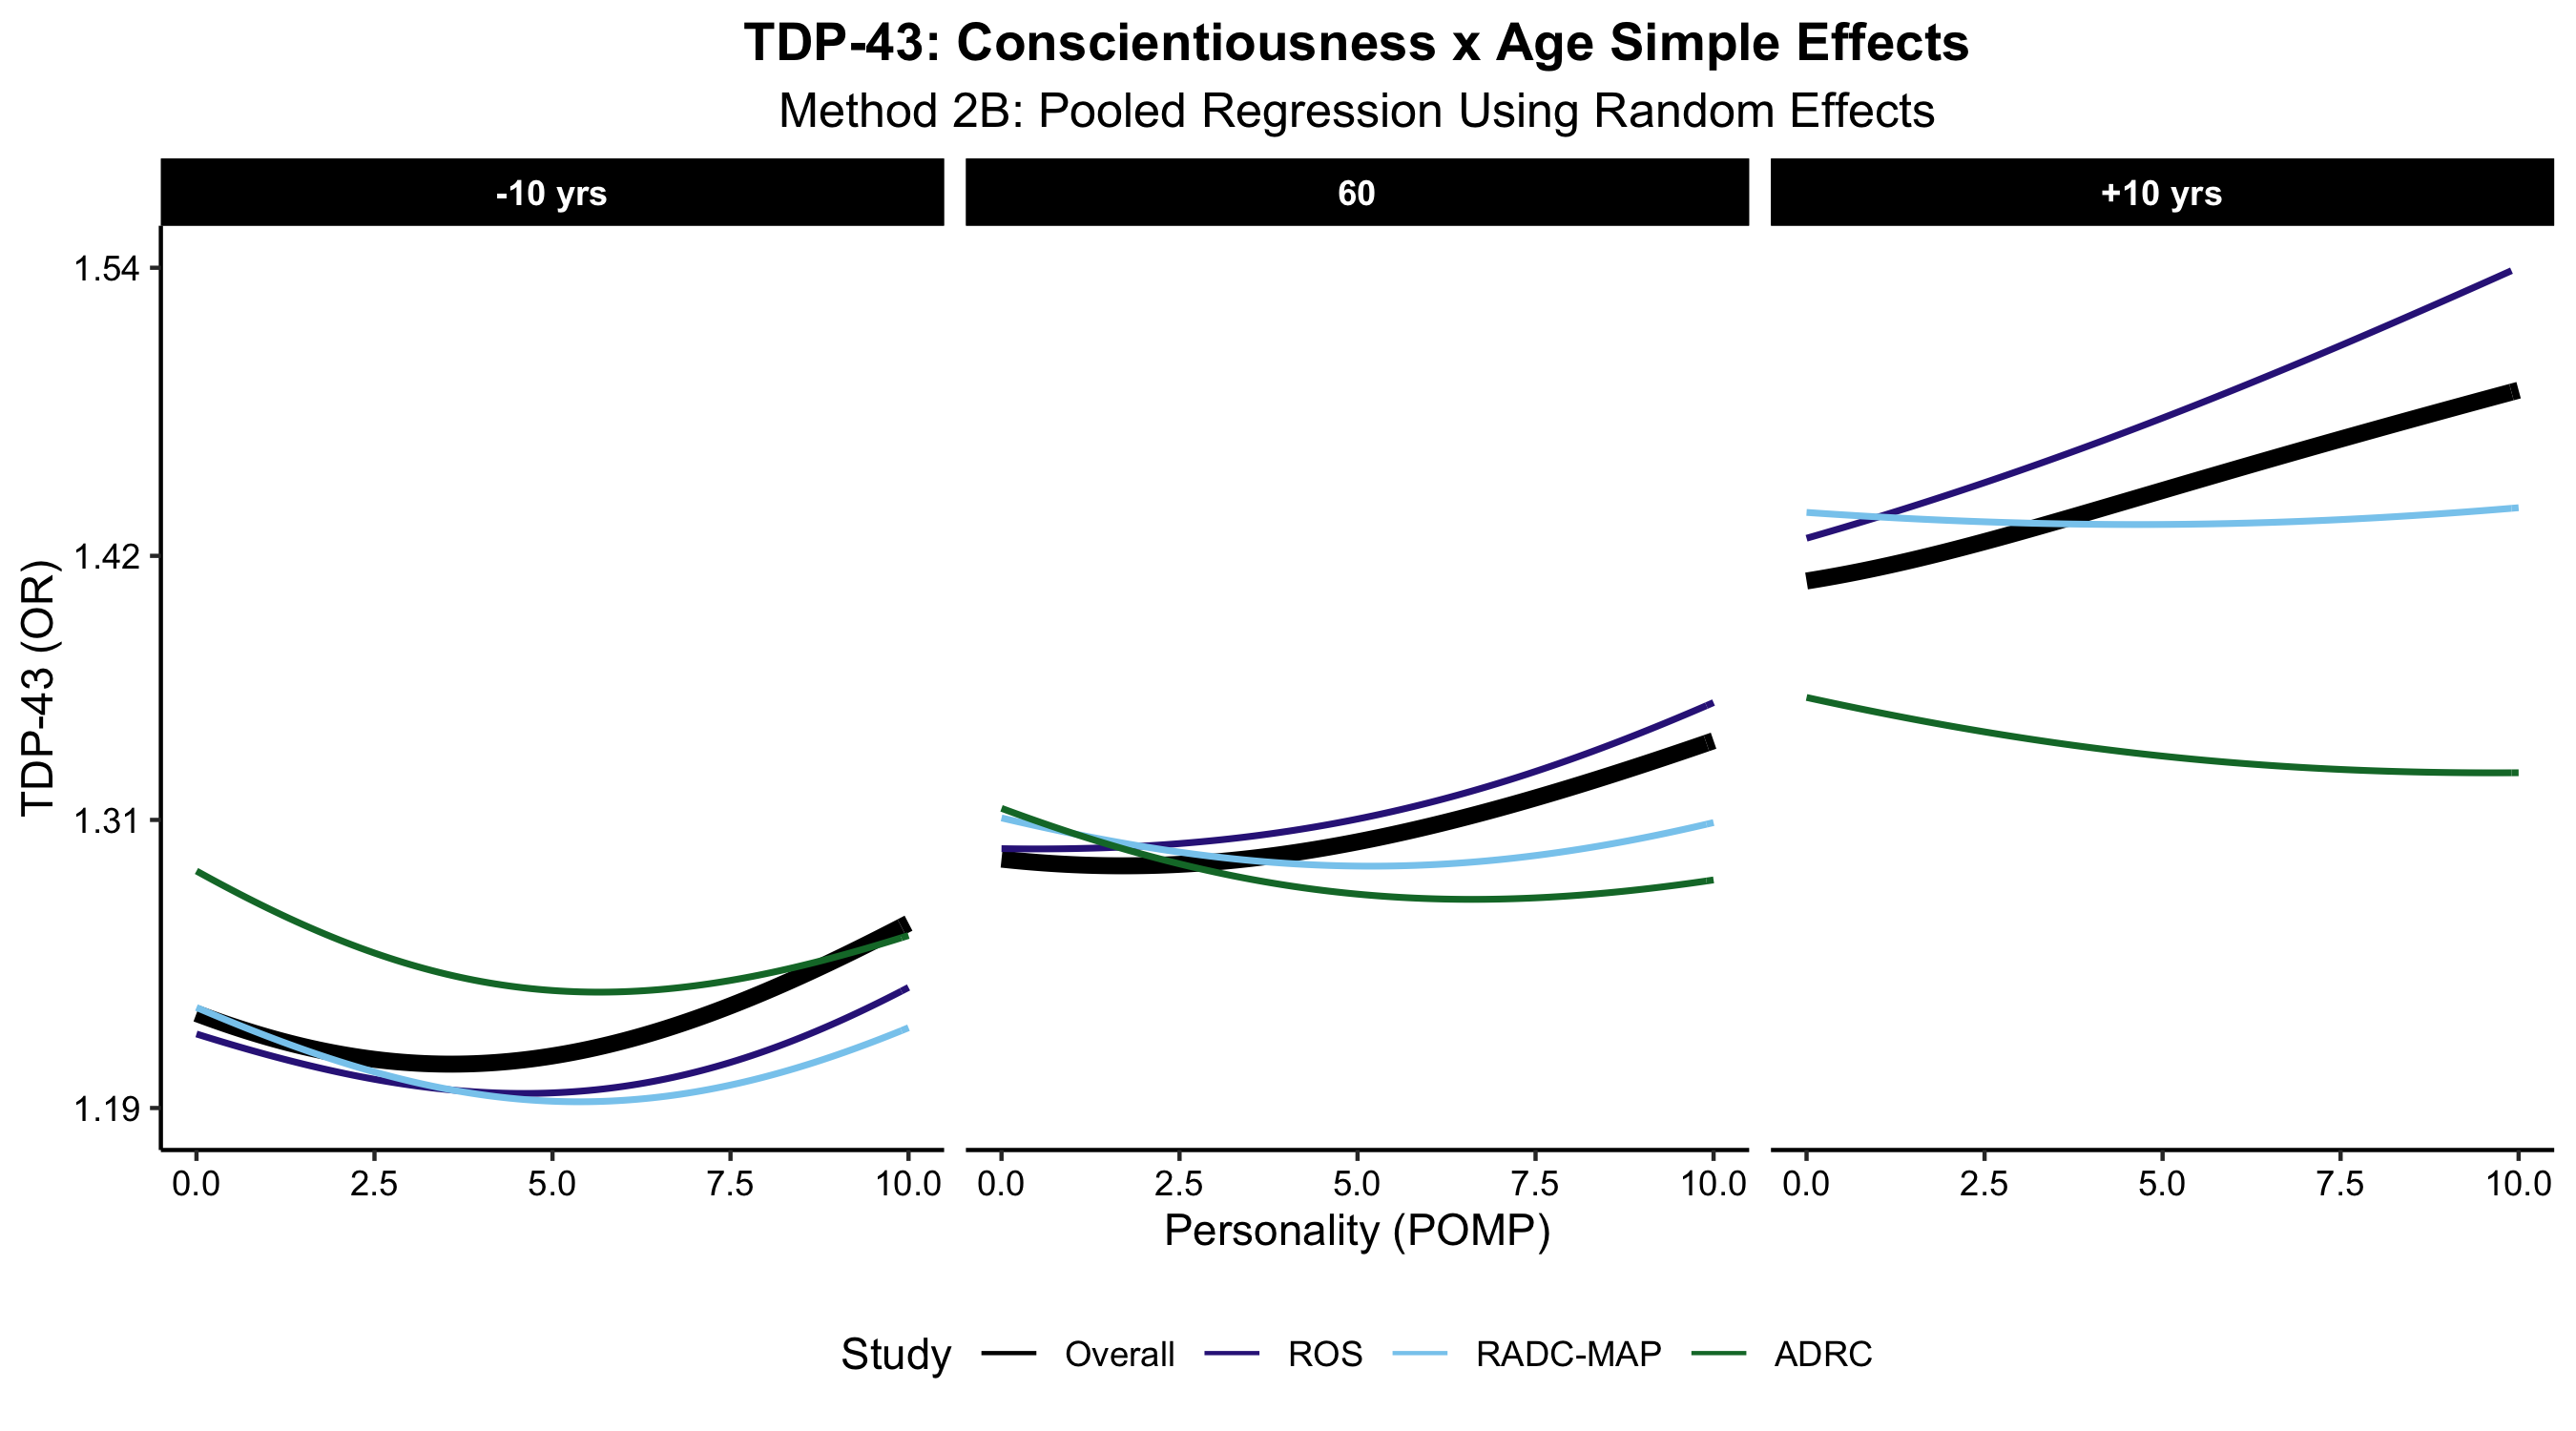 TDP-43: Conscientiousness x Age Simple Effects
Method 2B: Pooled Regression Using Random Effects
-10 yrs 60 +10 yrs
TDP-43 (OR)
1.54
1.42
1.31
1.19
0.0 2.5 5.0 7.5 10.0 0.0 2.5 5.0 7.5 10.0 0.0 2.5 5.0 7.5 10.0
Personality (POMP)
Study Overall ROS RADC-MAP ADRC